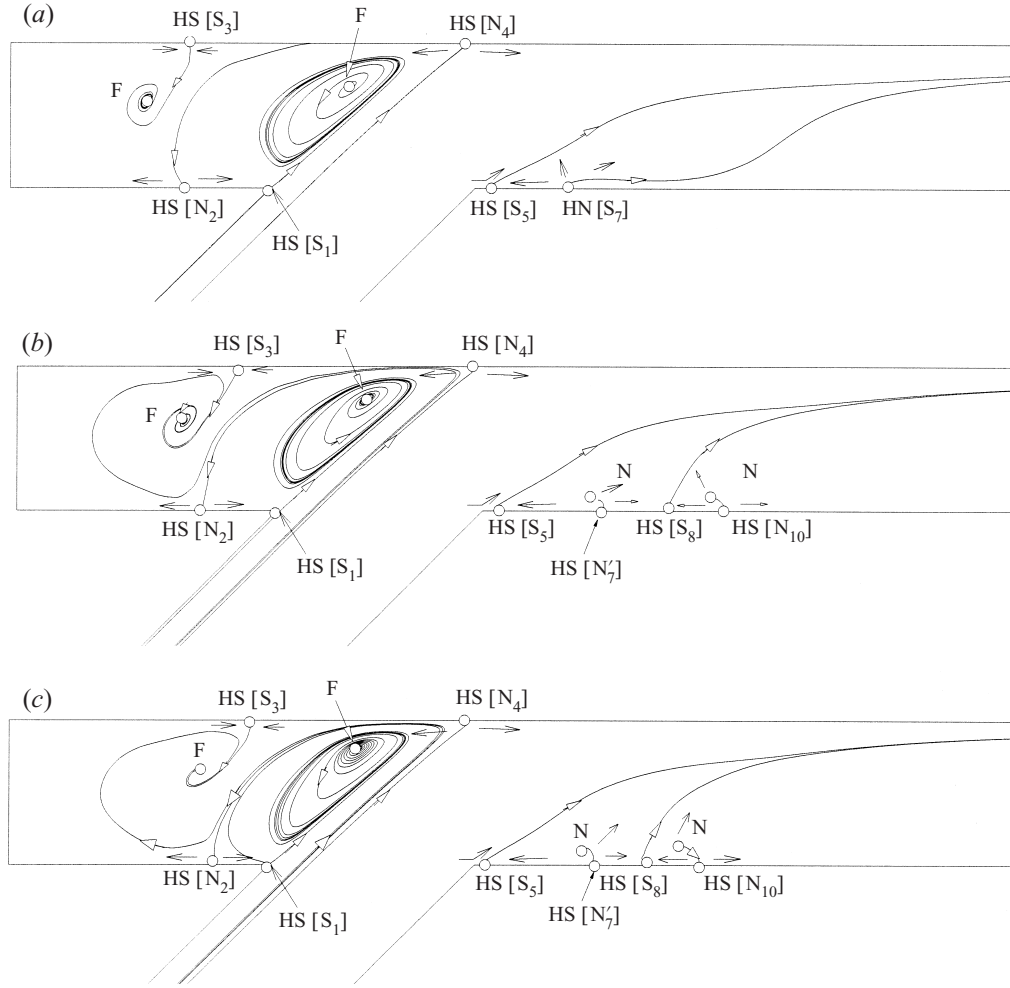 (a)
HS [S3]
F
HS [N4]
F
HS [N2]
HS [S1]
HS [S5]
HN [S7]
(b)
HS [S3]
F
HS [N4]
F
N
N
HS [N2]
HS [S1]
HS [S5]
HS [N′7]
HS [S8]
HS [N10]
(c)
HS [S3]
F
HS [N4]
F
N
N
HS [N2]
HS [S1]
HS [S5]
HS [N′7]
HS [S8]
HS [N10]